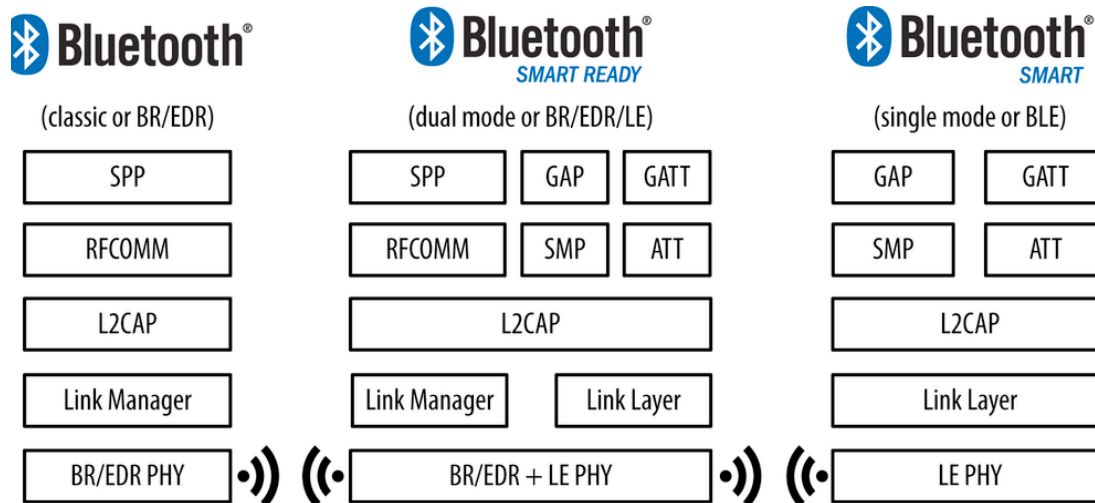 Bluetooth®
Bluetooth®
SMART READY
Bluetooth®
SMART
(classic or BR/EDR)
(dual mode or BR/EDR/LE)
(single mode or BLE)
SPP
SPP
GAP
GATT
GAP
GATT
RFCOMM
RFCOMM
SMP
ATT
SMP
ATT
L2CAP
L2CAP
L2CAP
Link Manager
Link Manager
Link Layer
Link Layer
BR/EDR PHY
BR/EDR + LE PHY
LE PHY